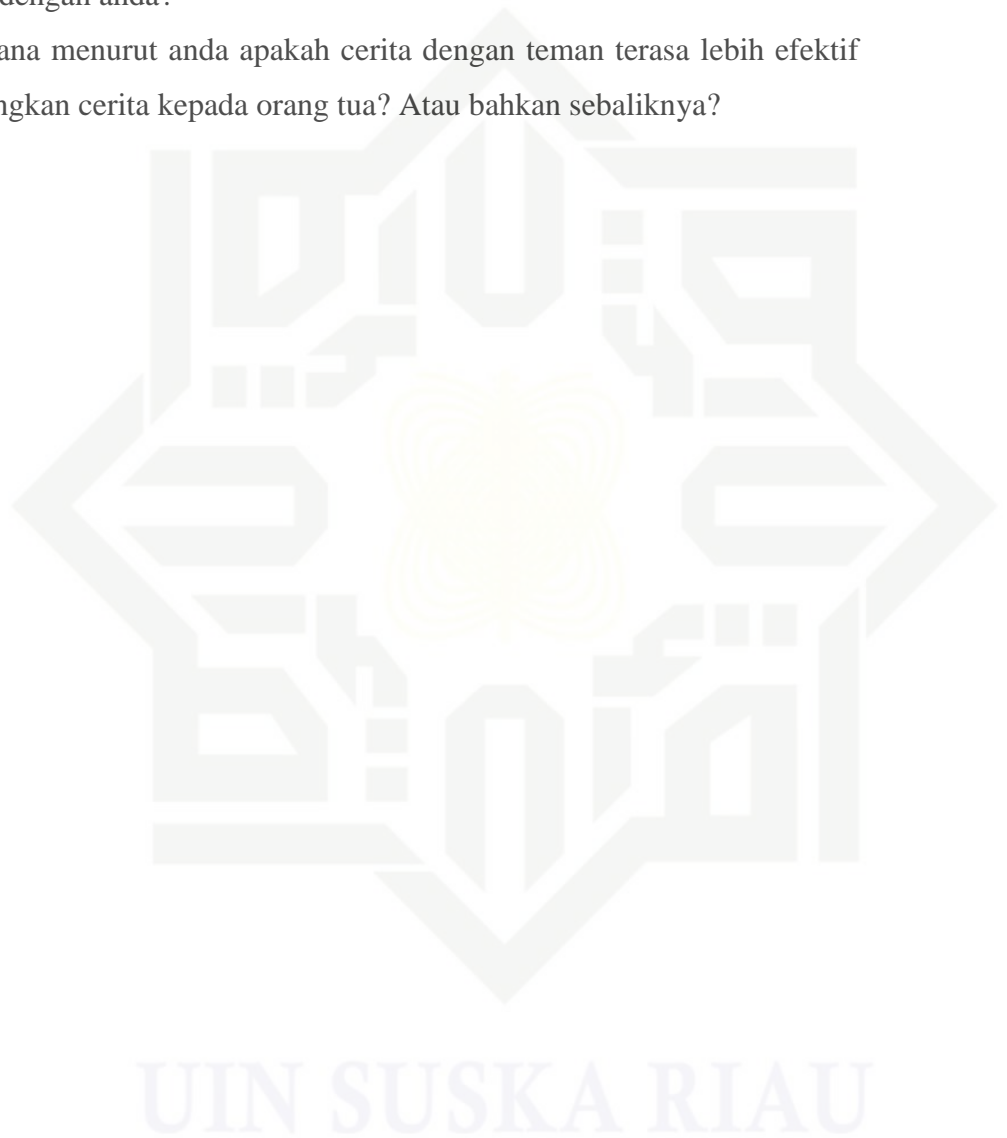 dengan anda?
ana menurut anda apakah cerita dengan teman terasa lebih efektif
ngkan cerita kepada orang tua? Atau bahkan sebaliknya?
UIN SUSKA RIAU